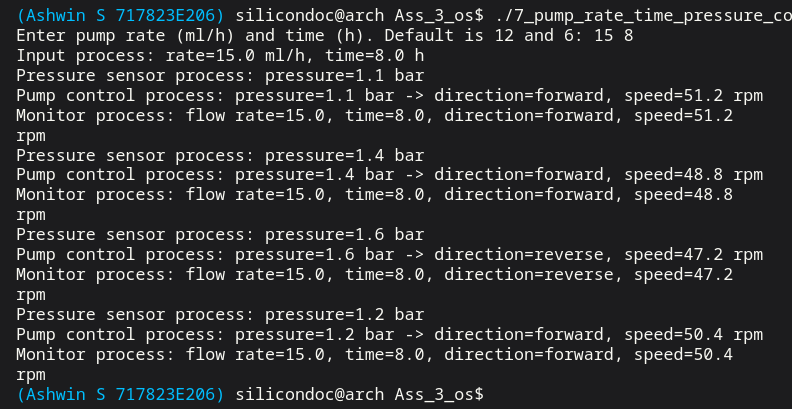 (Ashwin S 717823E206) silicondoc@arch Ass_3_os$ ./7_pump_rate_time_pressure_co
Enter pump rate (ml/h) and time (h). Default is 12 and 6: 15 8
Input process: rate=15.0 ml/h, time=8.0 h
Pressure sensor process: pressure=1.1 bar
Pump control process: pressure=1.1 bar -> direction=forward, speed=51.2 rpm
Monitor process: flow rate=15.0, time=8.0, direction=forward, speed=51.2
rpm
Pressure sensor process: pressure=1.4 bar
Pump control process: pressure=1.4 bar -> direction=forward, speed=48.8 rpm
Monitor process: flow rate=15.0, time=8.0, direction=forward, speed=48.8
rpm
Pressure sensor process: pressure=1.6 bar
Pump control process: pressure=1.6 bar -> direction=reverse, speed=47.2 rpm
Monitor process: flow rate=15.0, time=8.0, direction=reverse, speed=47.2
rpm
Pressure sensor process: pressure=1.2 bar
Pump control process: pressure=1.2 bar -> direction=forward, speed=50.4 rpm
Monitor process: flow rate=15.0, time=8.0, direction=forward, speed=50.4
rpm
(Ashwin S 717823E206) silicondoc@arch Ass_3_os$